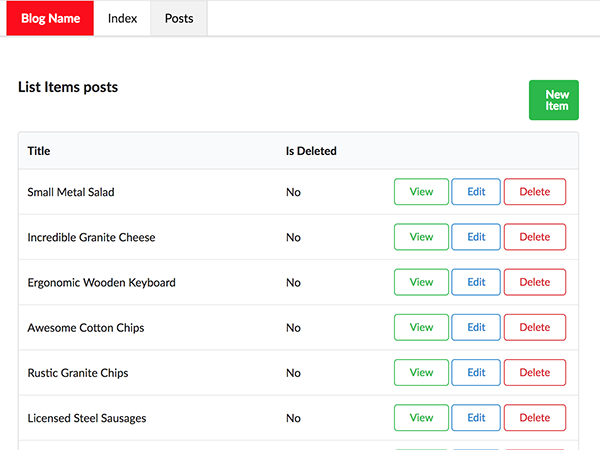 Blog Name Index Posts
List Items posts
New
Item
Title Is Deleted
Small Metal Salad No View Edit Delete
Incredible Granite Cheese No View Edit Delete
Ergonomic Wooden Keyboard No View Edit Delete
Awesome Cotton Chips No View Edit Delete
Rustic Granite Chips No View Edit Delete
Licensed Steel Sausages No View Edit Delete